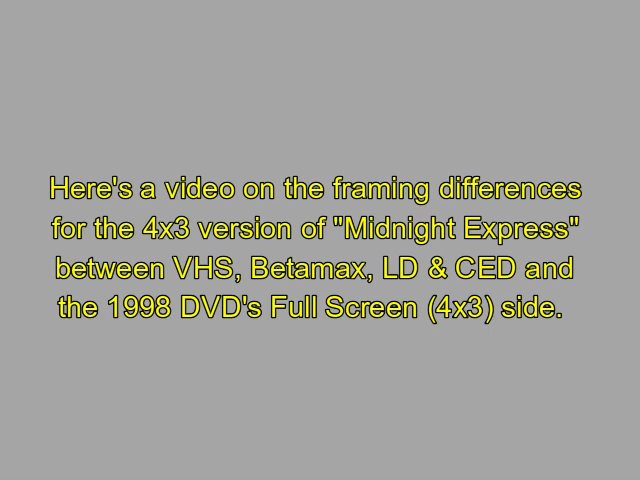 Here's a video on the framing differences
for the 4x3 version of "Midnight Express"
between VHS, Betamax, LD & CED and
the 1998 DVD's Full Screen (4x3) side.